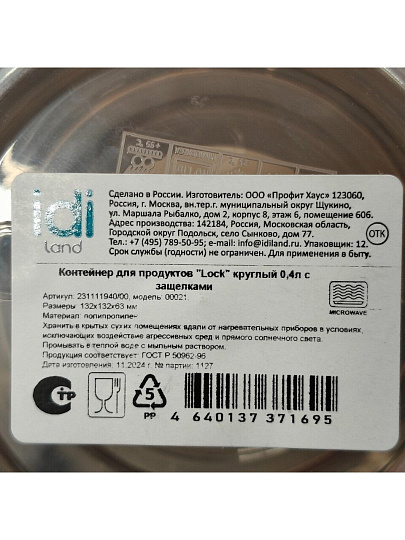 idi
land
Сделано в России. Изготовитель: ООО «Профит Хаус» 123060,
Россия, г. Москва, вн.тер.г. муниципальный округ Щукино,
ул. Маршала Рыбалко, дом 2, корпус 8, этаж 6, помещение 606.
Адрес производства: 142184, Россия, Московская область,
Городской округ Подольск, село Сынково, дом 77.
Тел.:+7 (495) 789-50-95; e-mail: info@idiland.ru. Упаковщик: 12.
Срок службы (годности) не ограничен. Для применения в быту.
ОТК
Контейнер для продуктов "Lock" круглый 0,4л с
защелками
Артикул: 231111940/00, модель: 00021
Размер: 132х132х63 мм
Материал: полипропилен
Хранить в крытых сухих помещениях вдали от нагревательных приборов в условиях,
исключающих воздействие агрессивных сред и прямого солнечного света.
Промывать в теплой воде с мыльным раствором.
Продукция соответствует: ГОСТ Р 50962-96
Дата изготовления: 11.2024 г. № партии: 1127
MICROWAVE
СТР
5
PP
4 640137 371695